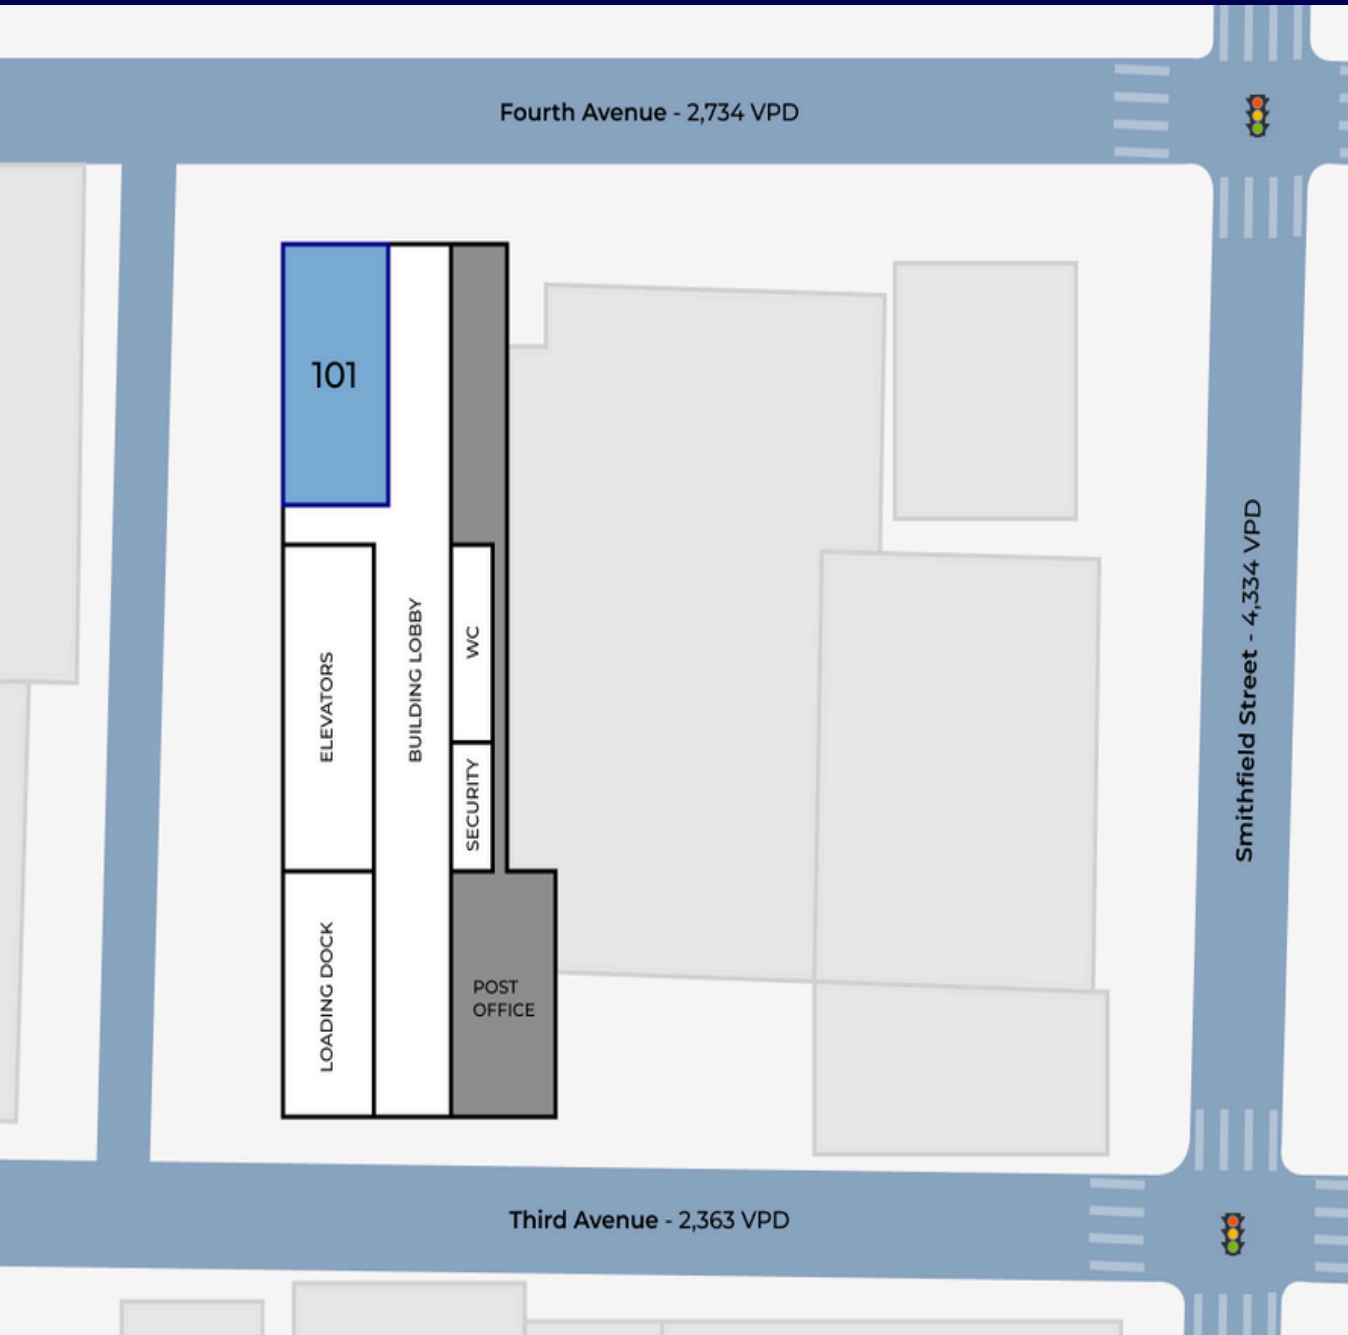 Fourth Avenue - 2,734 VPD
101
ELEVATORS
BUILDING LOBBY
WC
SECURITY
Smithfield Street - 4,334 VPD
LOADING DOCK
POST
OFFICE
Third Avenue - 2,363 VPD